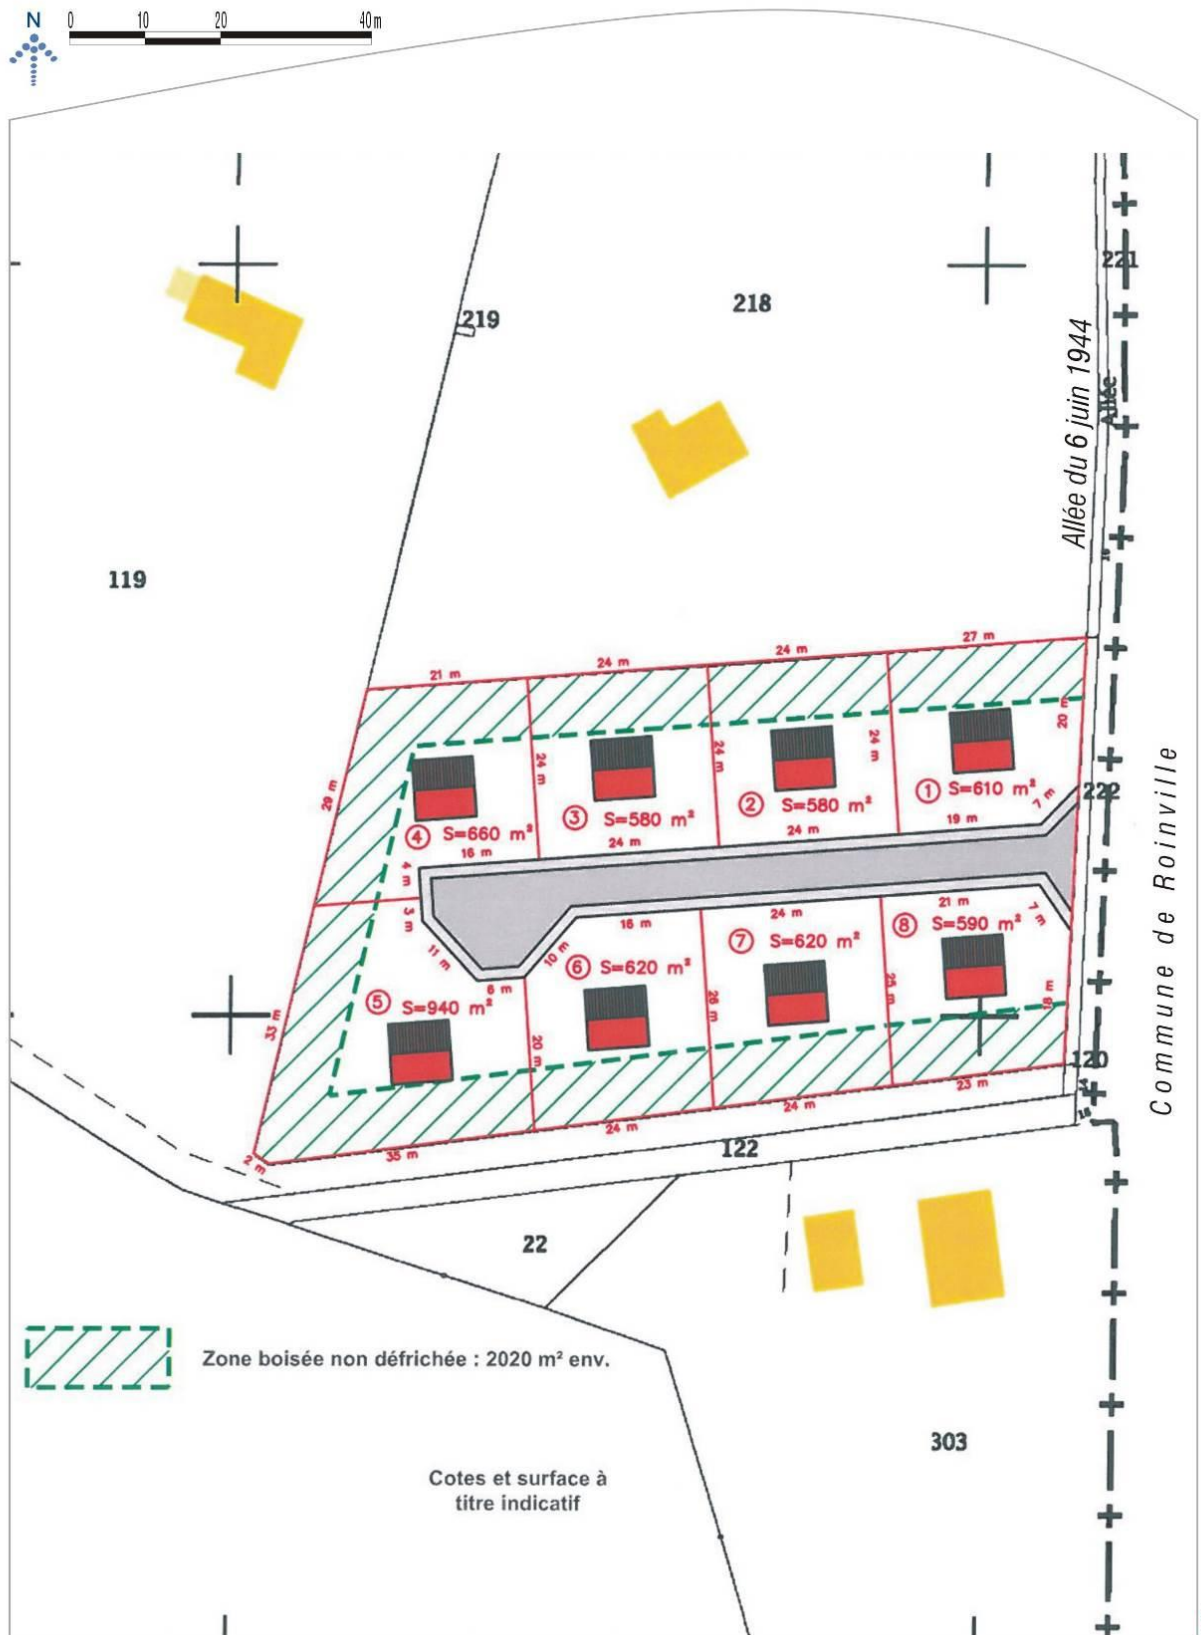 N
0 10 20 40m
221
219
218
Allée
Allée du 6 juin 1944
16
119
27 m
24 m
24 m
21 m
20 m
24 m
24 m
24 m
29 m
① S=610 m²
7 m
222
② S=580 m²
③ S=580 m²
④ S=660 m²
19 m
24 m
24 m
16 m
4 m
3 m
Commune de Roinville
21 m
7 m
24 m
16 m
⑧ S=590 m²
⑦ S=620 m²
⑥ S=620 m²
10 m
11 m
6 m
⑤ S=940 m²
33 m
20 m
26 m
25 m
18 m
120
23 m
24 m
24 m
35 m
2 m
14
122
22
Zone boisée non défrichée : 2020 m² env.
303
Cotes et surface à
titre indicatif